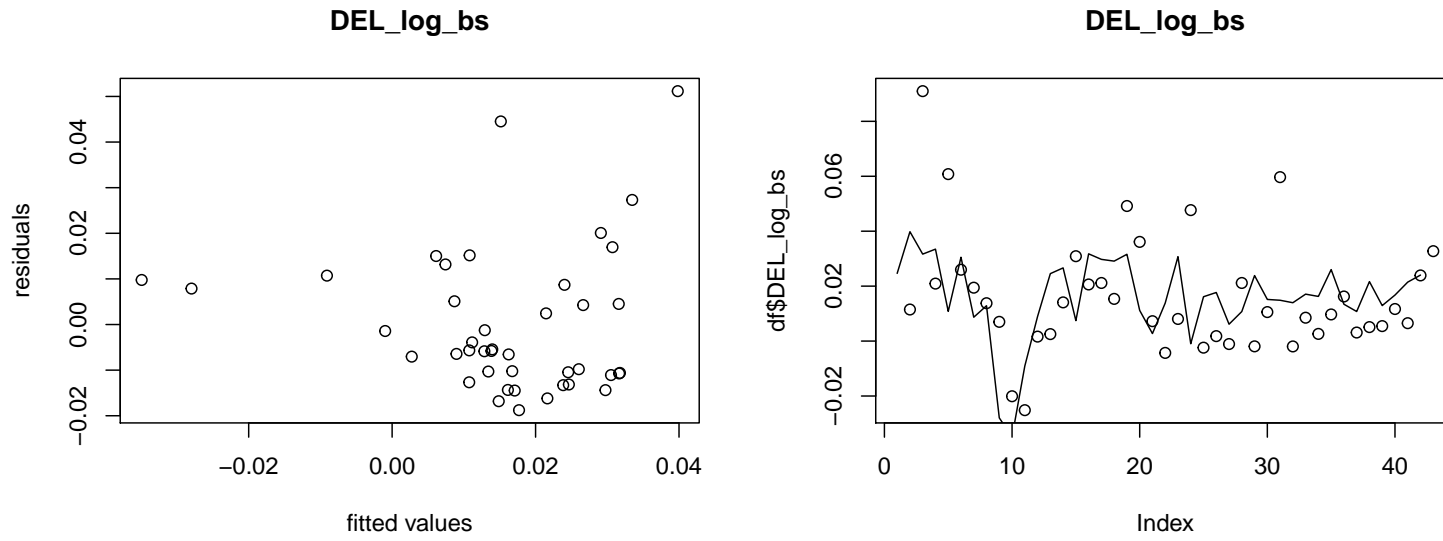 DEL_log_bs
residuals
−0.02 0.00 0.02 0.04
−0.02 0.00 0.02 0.04
fitted values
DEL_log_bs
df$DEL_log_bs
−0.02 0.02 0.06
0 10 20 30 40
Index